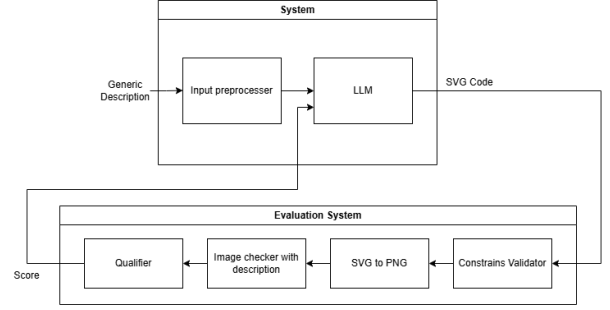 System
Generic
Description
Input preprocesser
LLM
SVG Code
Evaluation System
Score
Qualifier
Image checker with
description
SVG to PNG
Constrains Validator